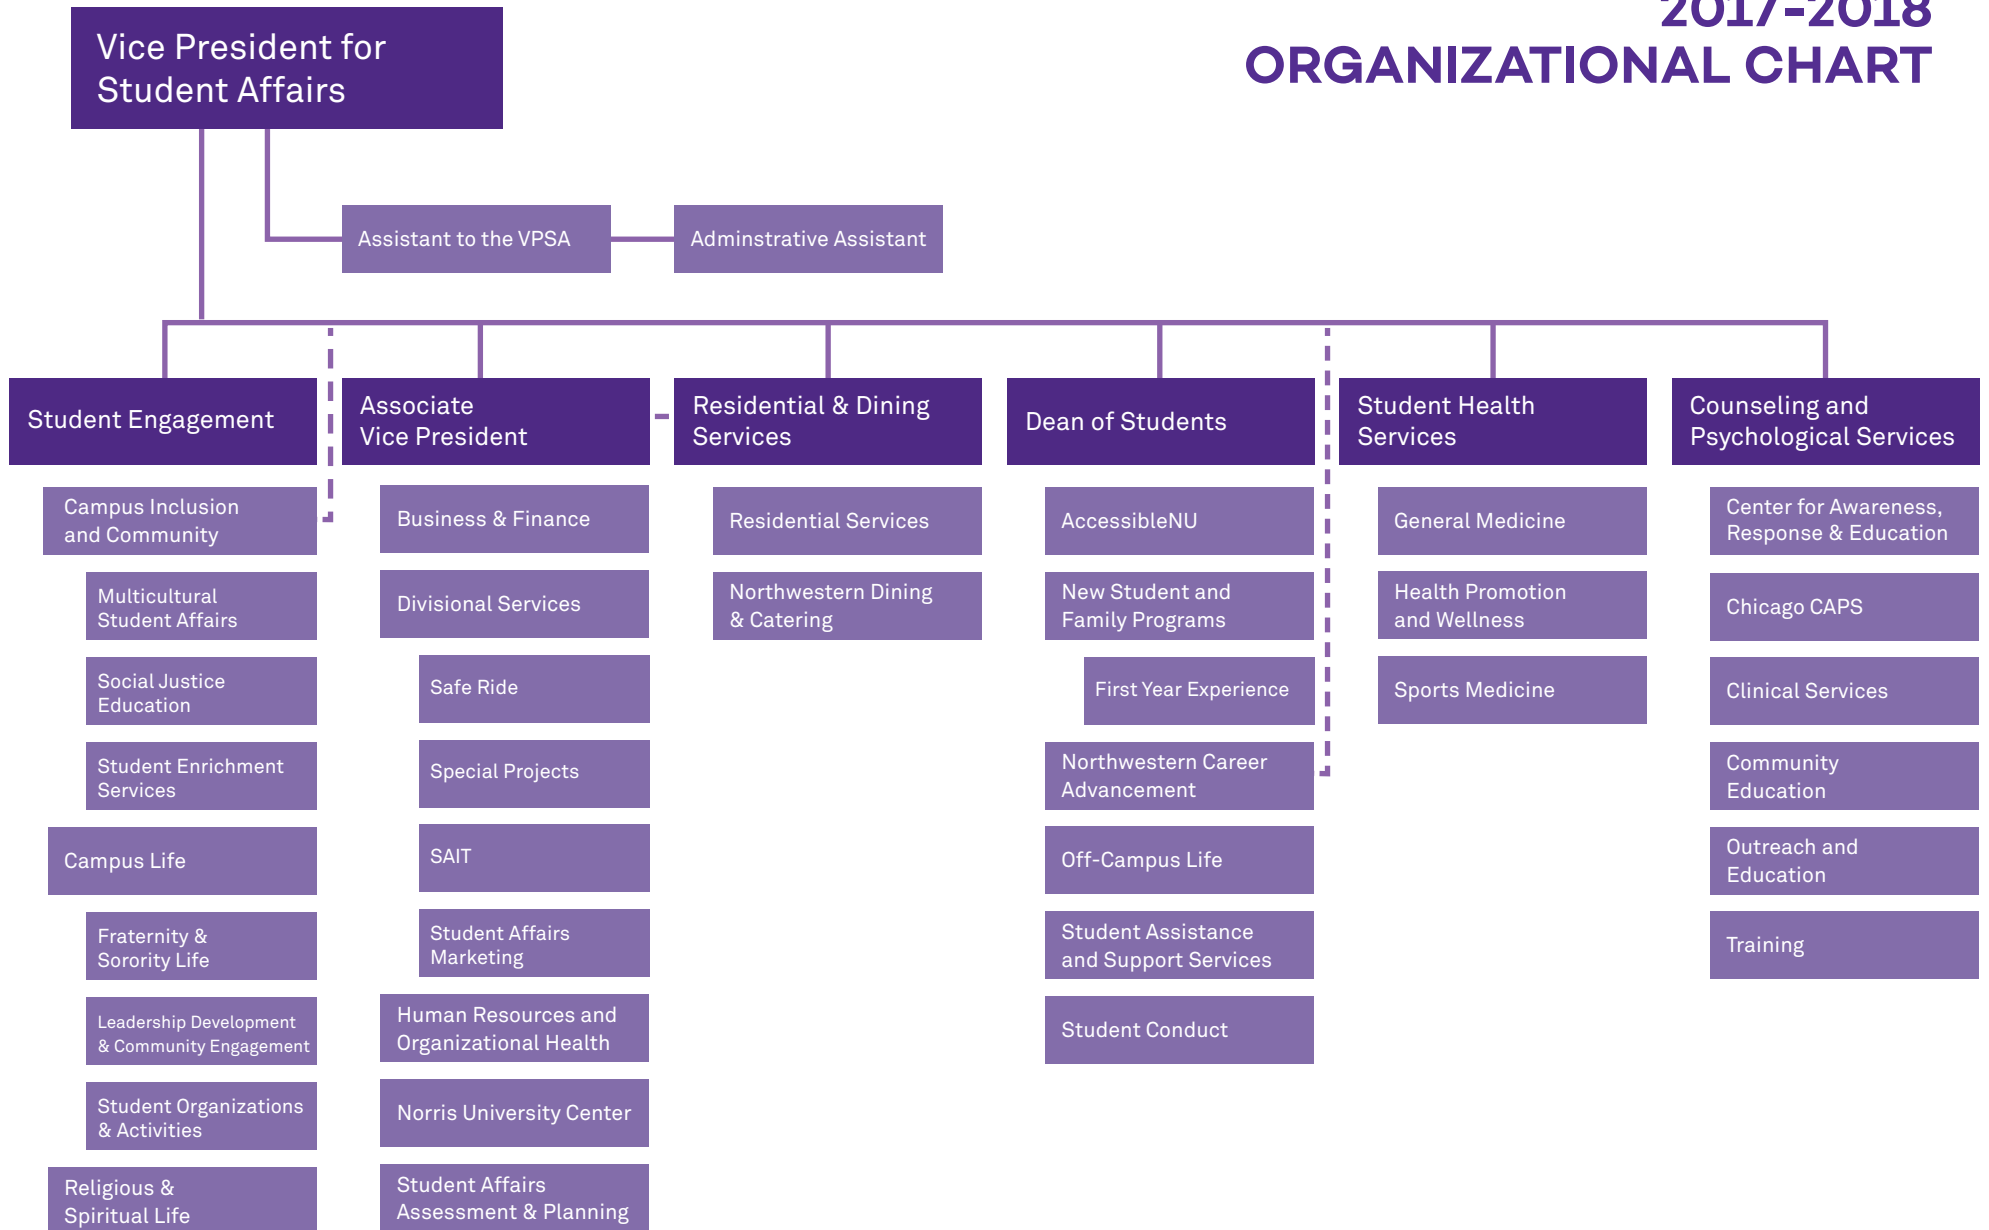 2017-2018
ORGANIZATIONAL CHART
Vice President for
Student Affairs
Assistant to the VPSA
Adminstrative Assistant
Student Engagement
Associate
Vice President
Residential & Dining
Services
Dean of Students
Student Health
Services
Counseling and
Psychological Services
Campus Inclusion
and Community
Multicultural
Student Affairs
Social Justice
Education
Student Enrichment
Services
Campus Life
Fraternity &
Sorority Life
Leadership Development
& Community Engagement
Student Organizations
& Activities
Religious &
Spiritual Life
Business & Finance
Divisional Services
Safe Ride
Special Projects
SAIT
Student Affairs
Marketing
Human Resources and
Organizational Health
Norris University Center
Student Affairs
Assessment & Planning
Residential Services
Northwestern Dining
& Catering
AccessibleNU
New Student and
Family Programs
First Year Experience
Northwestern Career
Advancement
Off-Campus Life
Student Assistance
and Support Services
Student Conduct
General Medicine
Health Promotion
and Wellness
Sports Medicine
Center for Awareness,
Response & Education
Chicago CAPS
Clinical Services
Community
Education
Outreach and
Education
Training